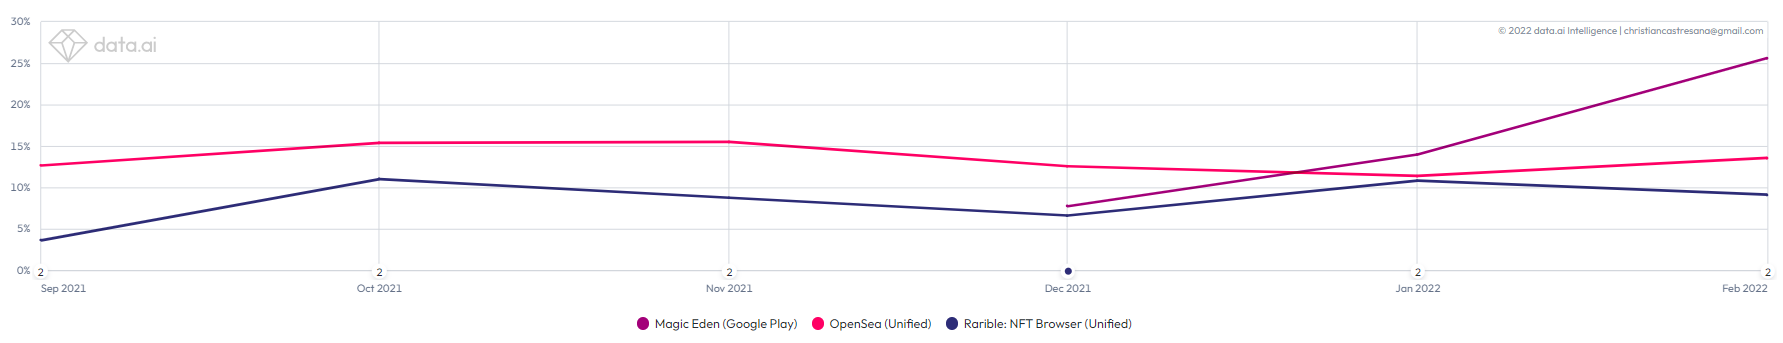 30%
© 2022 data.ai Intelligence | christiancastresana@gmail.com
data.ai
25%
20%
15%
10%
5%
0%
2 2 2 2 2
Sep 2021 Oct 2021 Nov 2021 Dec 2021 Jan 2022 Feb 2022
Magic Eden (Google Play) OpenSea (Unified) Rarible: NFT Browser (Unified)